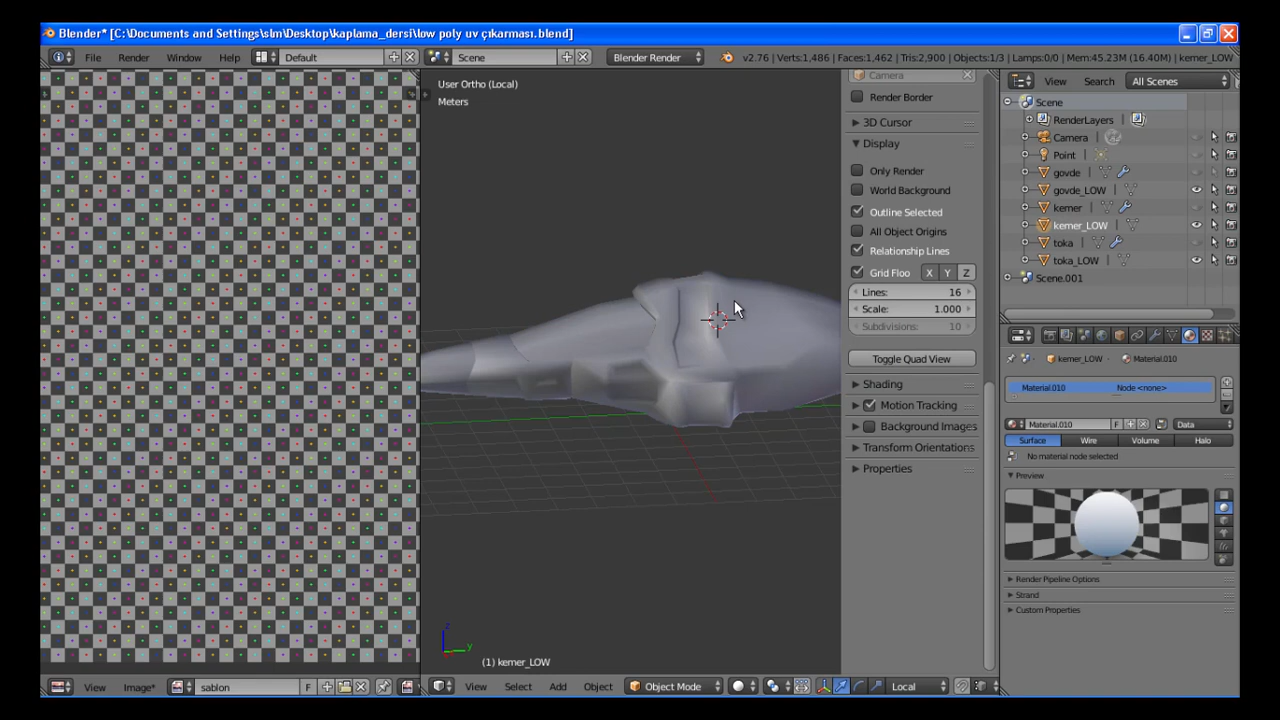 Blender* [C:\Documents and Settings\slm\Desktop\kaplama_dersi\low poly uv çıkarması.blend]
File Render Window Help Default Scene Blender Render v2.76 | Verts:1,486 | Faces:1,462 | Tris:2,900 | Objects:1/3 | Lamps:0/0 | Mem:45.23M (16.40M) | kemer_LOW
User Ortho (Local)
Meters
(1) kemer_LOW
Camera
Render Border
3D Cursor
Display
Only Render
World Background
Outline Selected
All Object Origins
Relationship Lines
Grid Floo X Y Z
Lines: 16
Scale: 1.000
Subdivisions: 10
Toggle Quad View
Shading
Motion Tracking
Background Images
Transform Orientations
Properties
View Search All Scenes
Scene
RenderLayers
Camera
Point
govde
govde_LOW
kemer
kemer_LOW
toka
toka_LOW
Scene.001
kemer_LOW Material.010
Material.010 Node <none>
Material.010 F Data
Surface Wire Volume Halo
No material node selected
Preview
Render Pipeline Options
Strand
Custom Properties
View Image* sablon F
View Select Add Object Object Mode Local